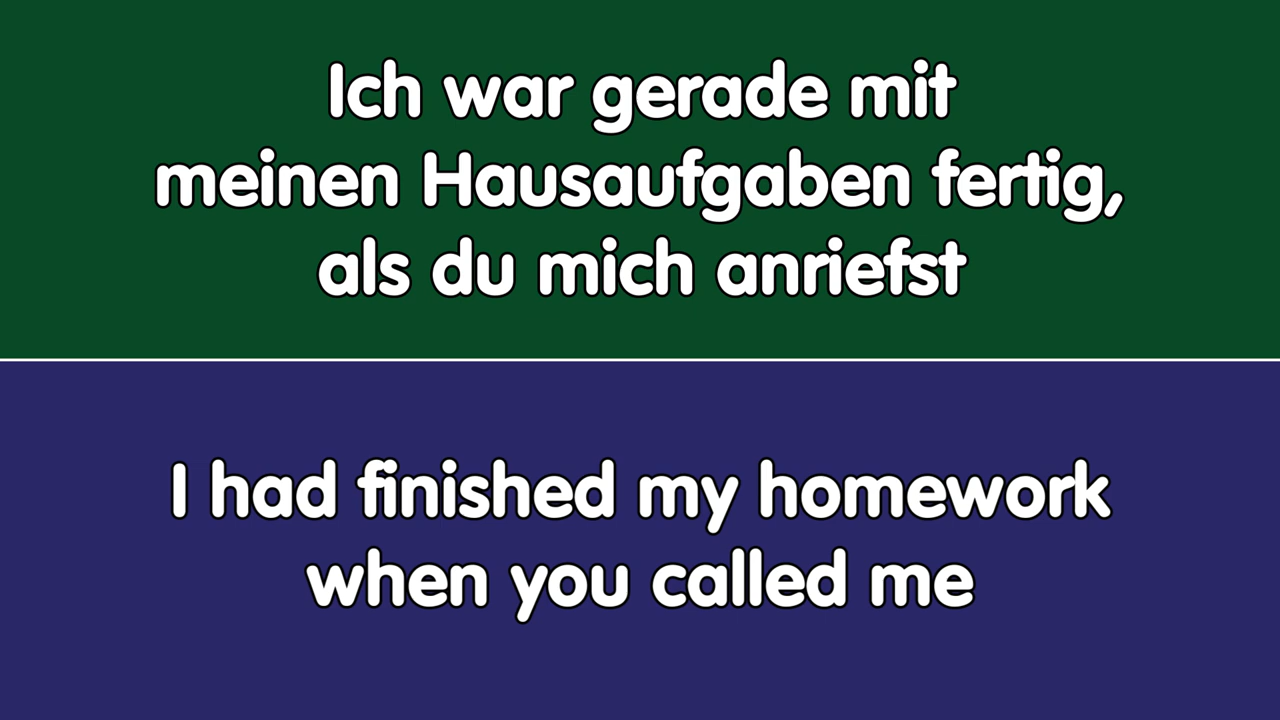 Ich war gerade mit
meinen Hausaufgaben fertig,
als du mich anriefst
I had finished my homework
when you called me